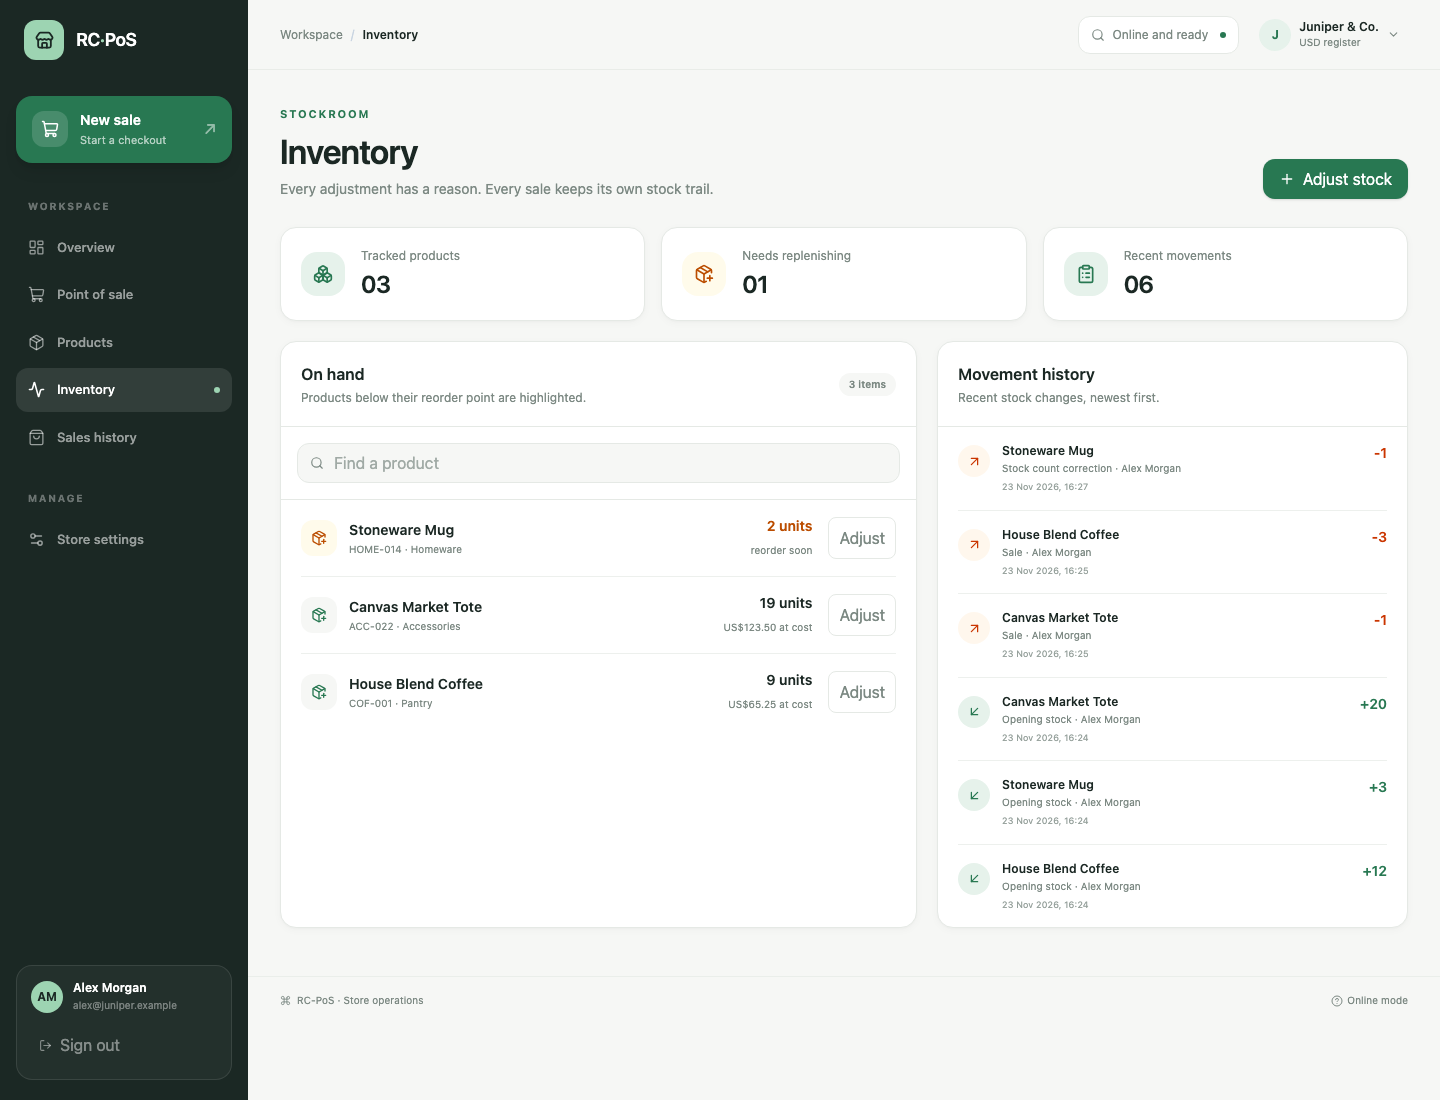 RC·PoS
New sale
Start a checkout
WORKSPACE
Overview
Point of sale
Products
Inventory
Sales history
MANAGE
Store settings
AM
Alex Morgan
alex@juniper.example
Sign out
Workspace / Inventory
Online and ready
J
Juniper & Co.
USD register
STOCKROOM
Inventory
Every adjustment has a reason. Every sale keeps its own stock trail.
+ Adjust stock
Tracked products
03
Needs replenishing
01
Recent movements
06
On hand
Products below their reorder point are highlighted.
3 items
Find a product
Stoneware Mug
HOME-014 · Homeware
2 units
reorder soon
Adjust
Canvas Market Tote
ACC-022 · Accessories
19 units
US$123.50 at cost
Adjust
House Blend Coffee
COF-001 · Pantry
9 units
US$65.25 at cost
Adjust
Movement history
Recent stock changes, newest first.
Stoneware Mug
-1
Stock count correction · Alex Morgan
23 Nov 2026, 16:27
House Blend Coffee
-3
Sale · Alex Morgan
23 Nov 2026, 16:25
Canvas Market Tote
-1
Sale · Alex Morgan
23 Nov 2026, 16:25
Canvas Market Tote
+20
Opening stock · Alex Morgan
23 Nov 2026, 16:24
Stoneware Mug
+3
Opening stock · Alex Morgan
23 Nov 2026, 16:24
House Blend Coffee
+12
Opening stock · Alex Morgan
23 Nov 2026, 16:24
⌘ RC-PoS · Store operations
Online mode